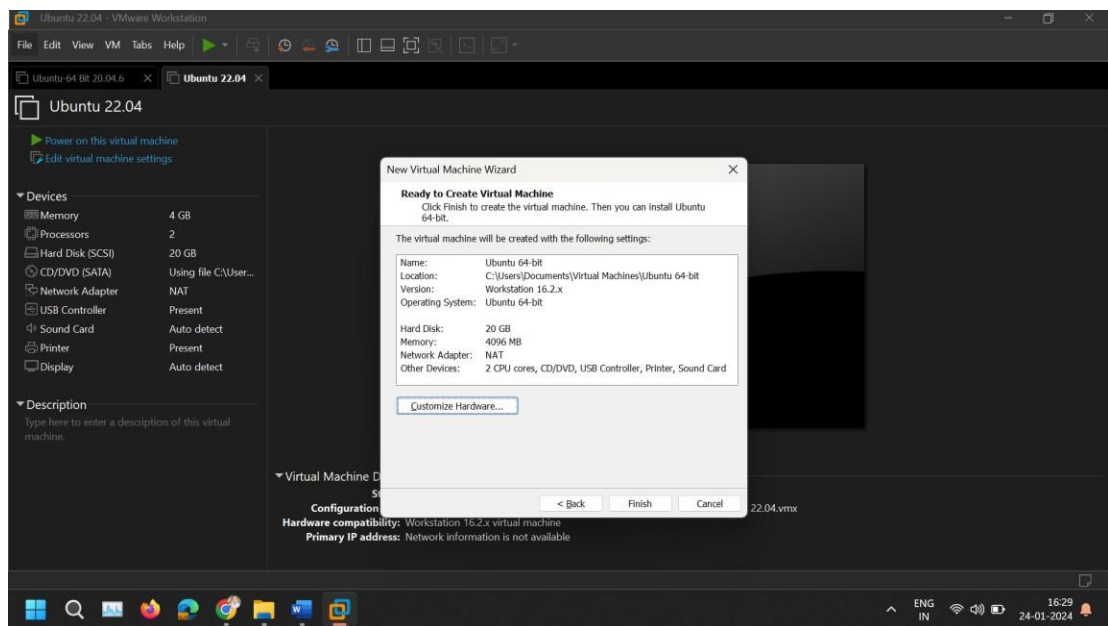 Ubuntu 22.04 - VMware Workstation
File Edit View VM Tabs Help
Ubuntu-64 Bit 20.04.6 Ubuntu 22.04
Ubuntu 22.04
Power on this virtual machine
Edit virtual machine settings
Devices
Memory 4 GB
Processors 2
Hard Disk (SCSI) 20 GB
CD/DVD (SATA) Using file C:\User...
Network Adapter NAT
USB Controller Present
Sound Card Auto detect
Printer Present
Display Auto detect
Description
Type here to enter a description of this virtual
machine.
New Virtual Machine Wizard
Ready to Create Virtual Machine
Click Finish to create the virtual machine. Then you can install Ubuntu
64-bit.
The virtual machine will be created with the following settings:
Name: Ubuntu 64-bit
Location: C:\Users\Documents\Virtual Machines\Ubuntu 64-bit
Version: Workstation 16.2.x
Operating System: Ubuntu 64-bit
Hard Disk: 20 GB
Memory: 4096 MB
Network Adapter: NAT
Other Devices: 2 CPU cores, CD/DVD, USB Controller, Printer, Sound Card
Customize Hardware...
< Back Finish Cancel
Virtual Machine D
St
Configuration 22.04.vmx
Hardware compatibility: Workstation 16.2.x virtual machine
Primary IP address: Network information is not available
ENG
IN
16:29
24-01-2024